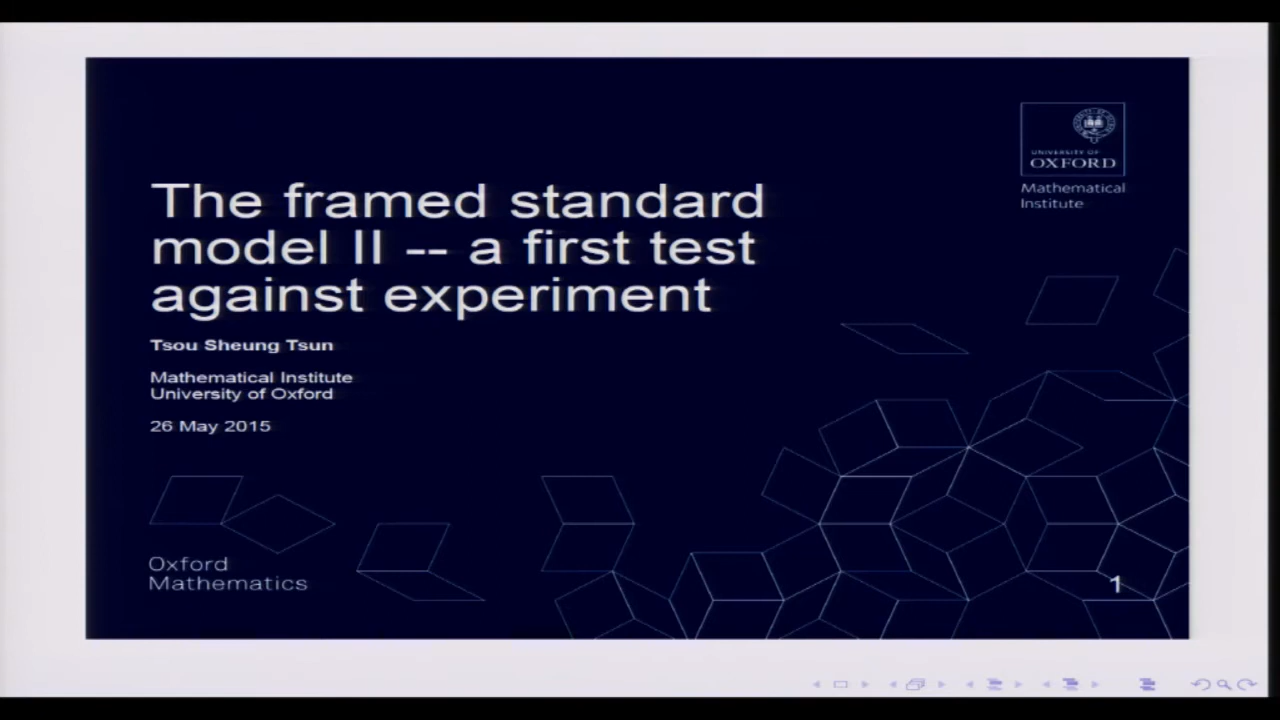 UNIVERSITY OF
OXFORD
Mathematical
Institute
The framed standard
model II -- a first test
against experiment
Tsou Sheung Tsun
Mathematical Institute
University of Oxford
26 May 2015
Oxford
Mathematics
1